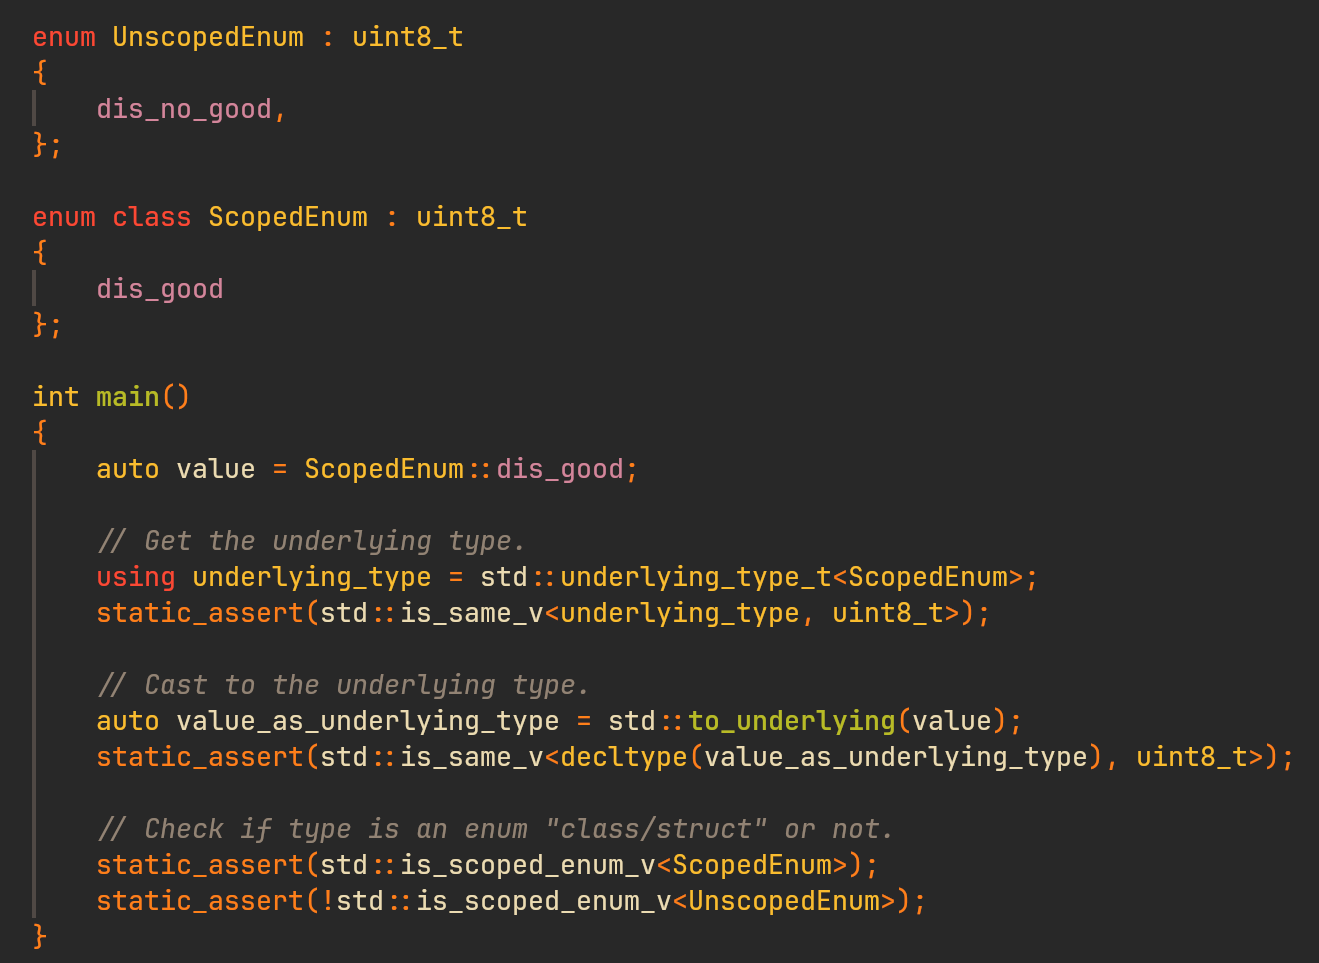 enum UnscopedEnum : uint8_t
{
    dis_no_good,
};

enum class ScopedEnum : uint8_t
{
    dis_good
};

int main()
{
    auto value = ScopedEnum::dis_good;

    // Get the underlying type.
    using underlying_type = std::underlying_type_t<ScopedEnum>;
    static_assert(std::is_same_v<underlying_type, uint8_t>);

    // Cast to the underlying type.
    auto value_as_underlying_type = std::to_underlying(value);
    static_assert(std::is_same_v<decltype(value_as_underlying_type), uint8_t>);

    // Check if type is an enum "class/struct" or not.
    static_assert(std::is_scoped_enum_v<ScopedEnum>);
    static_assert(!std::is_scoped_enum_v<UnscopedEnum>);
}